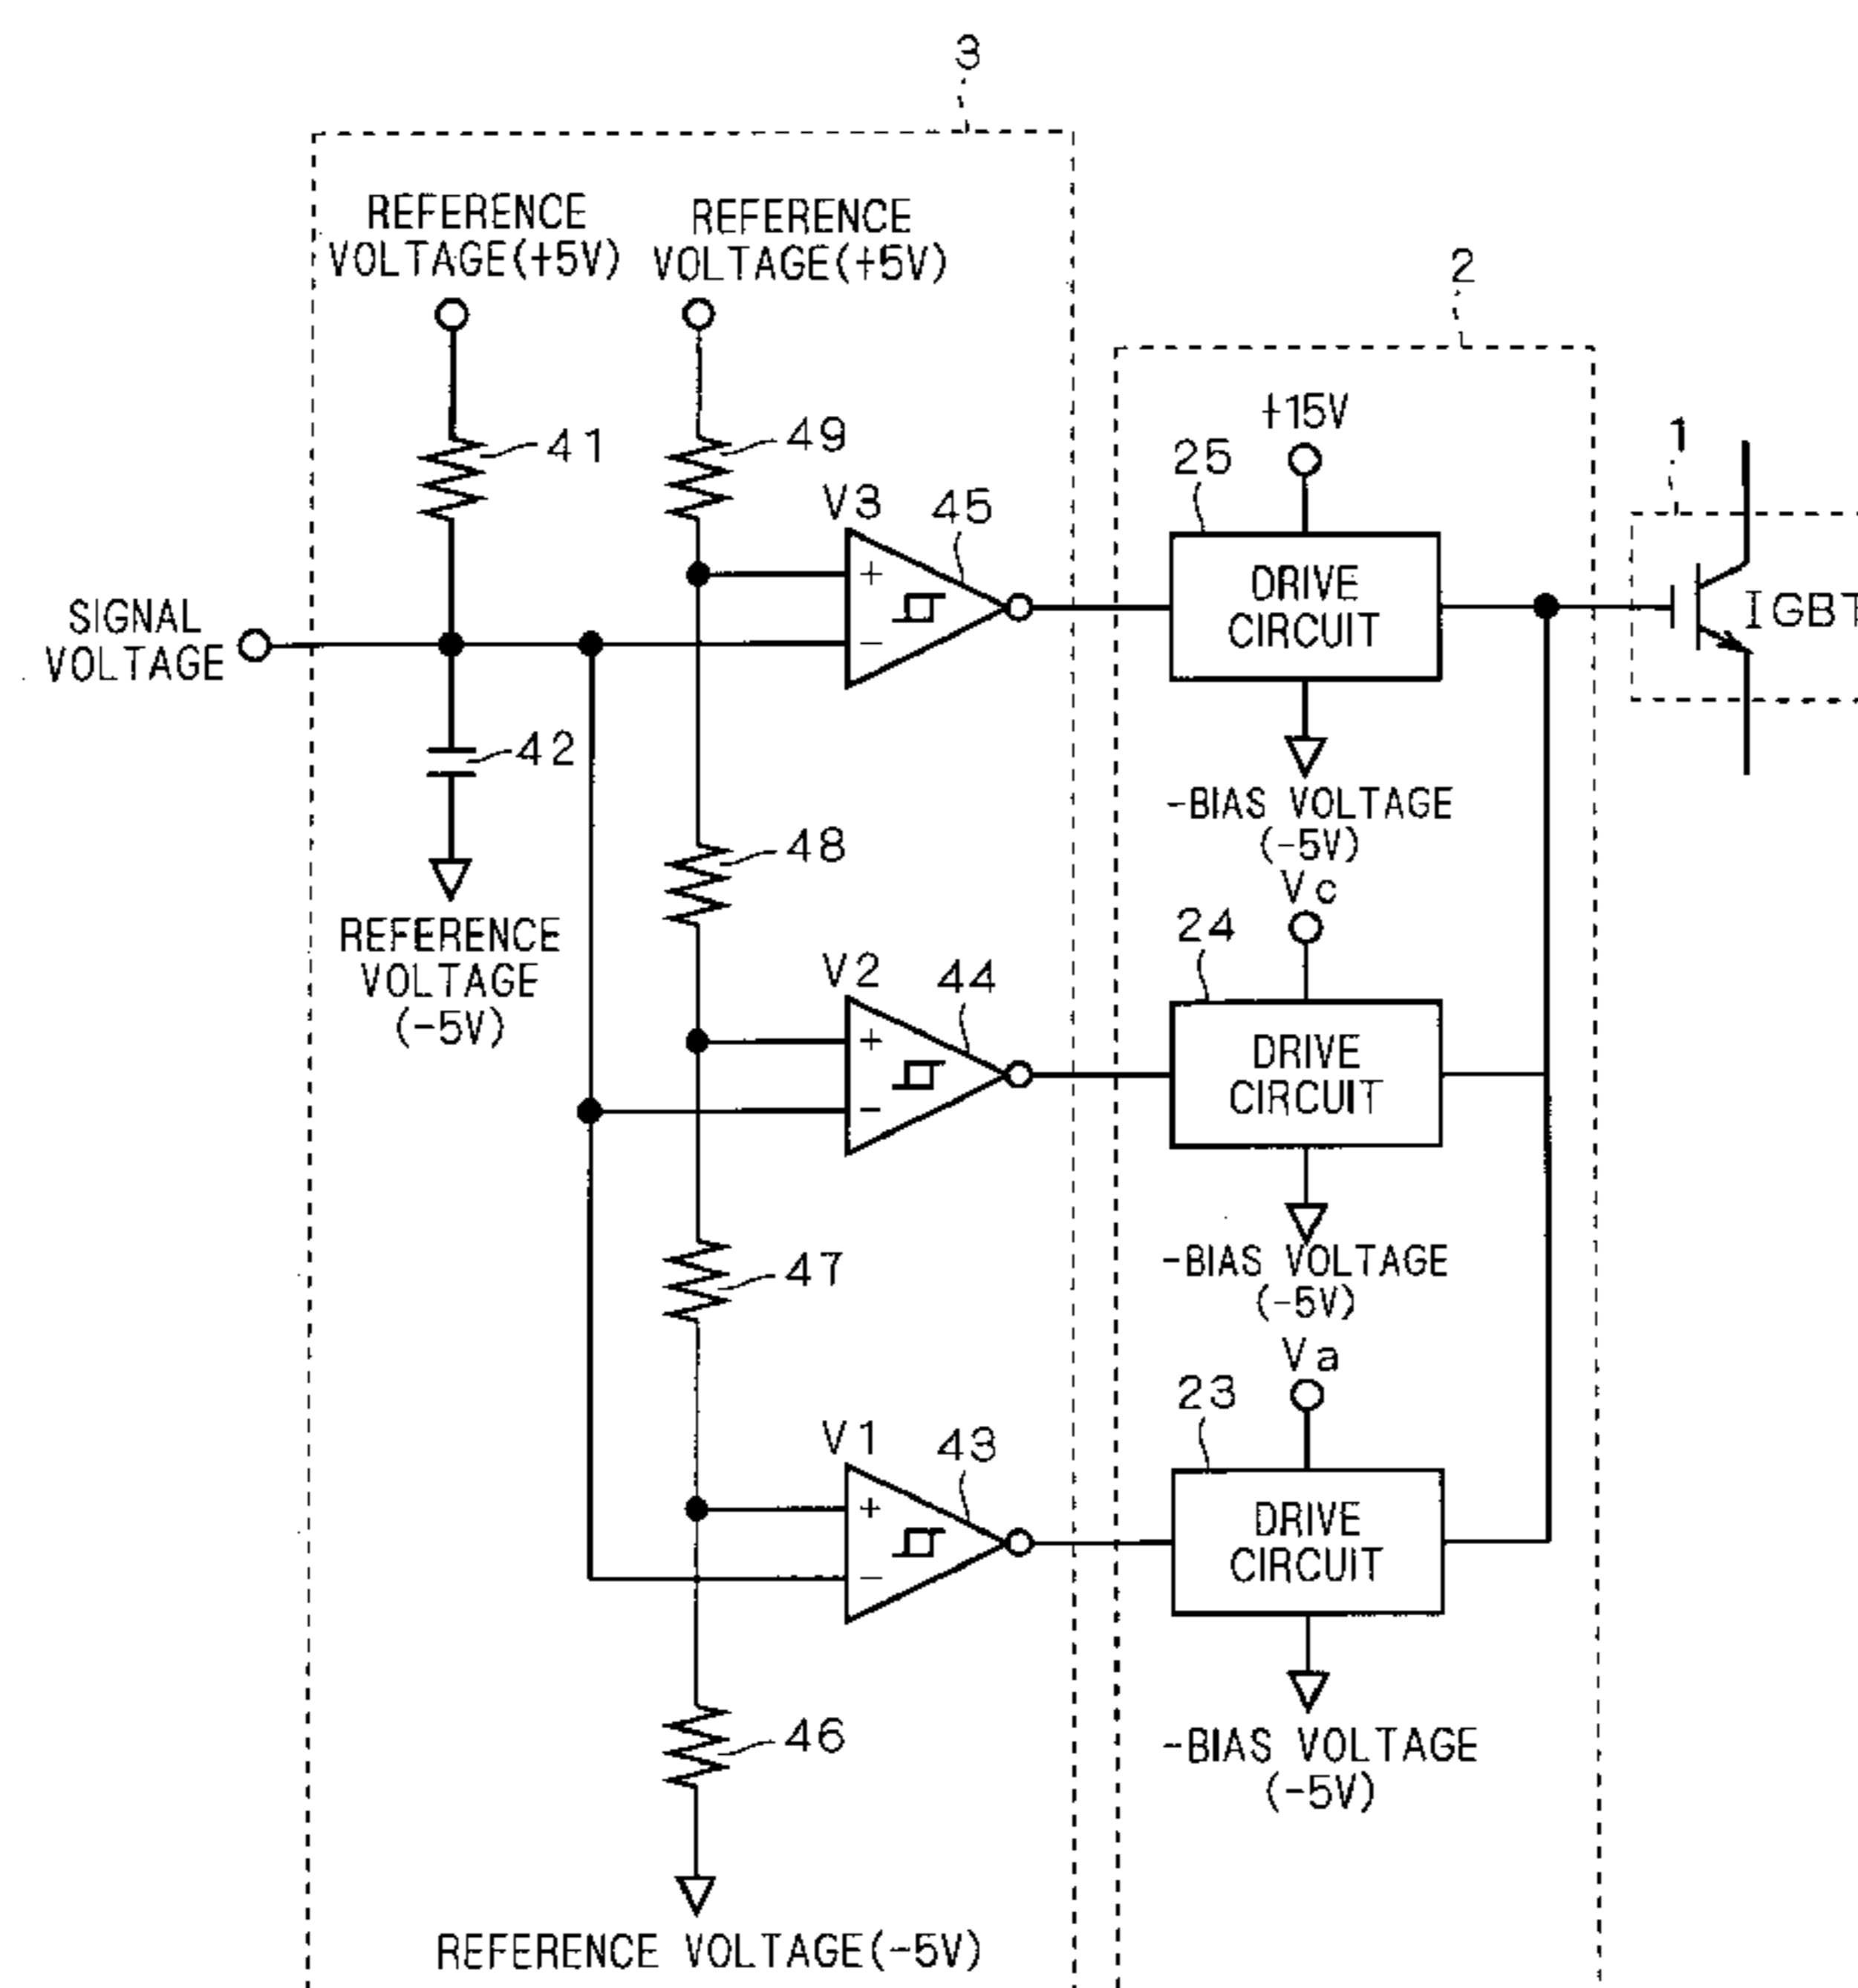 3
REFERENCE
VOLTAGE(+5V)
REFERENCE
VOLTAGE(+5V)
2
41
49
+15V
1
25
V3
45
DRIVE
CIRCUIT
IGBT
SIGNAL
VOLTAGE
+
−
42
-BIAS VOLTAGE
(-5V)
48
Vc
24
REFERENCE
VOLTAGE
(-5V)
V2
44
DRIVE
CIRCUIT
+
−
47
-BIAS VOLTAGE
(-5V)
Va
23
V1
43
DRIVE
CIRCUIT
+
−
46
-BIAS VOLTAGE
(-5V)
REFERENCE VOLTAGE(-5V)